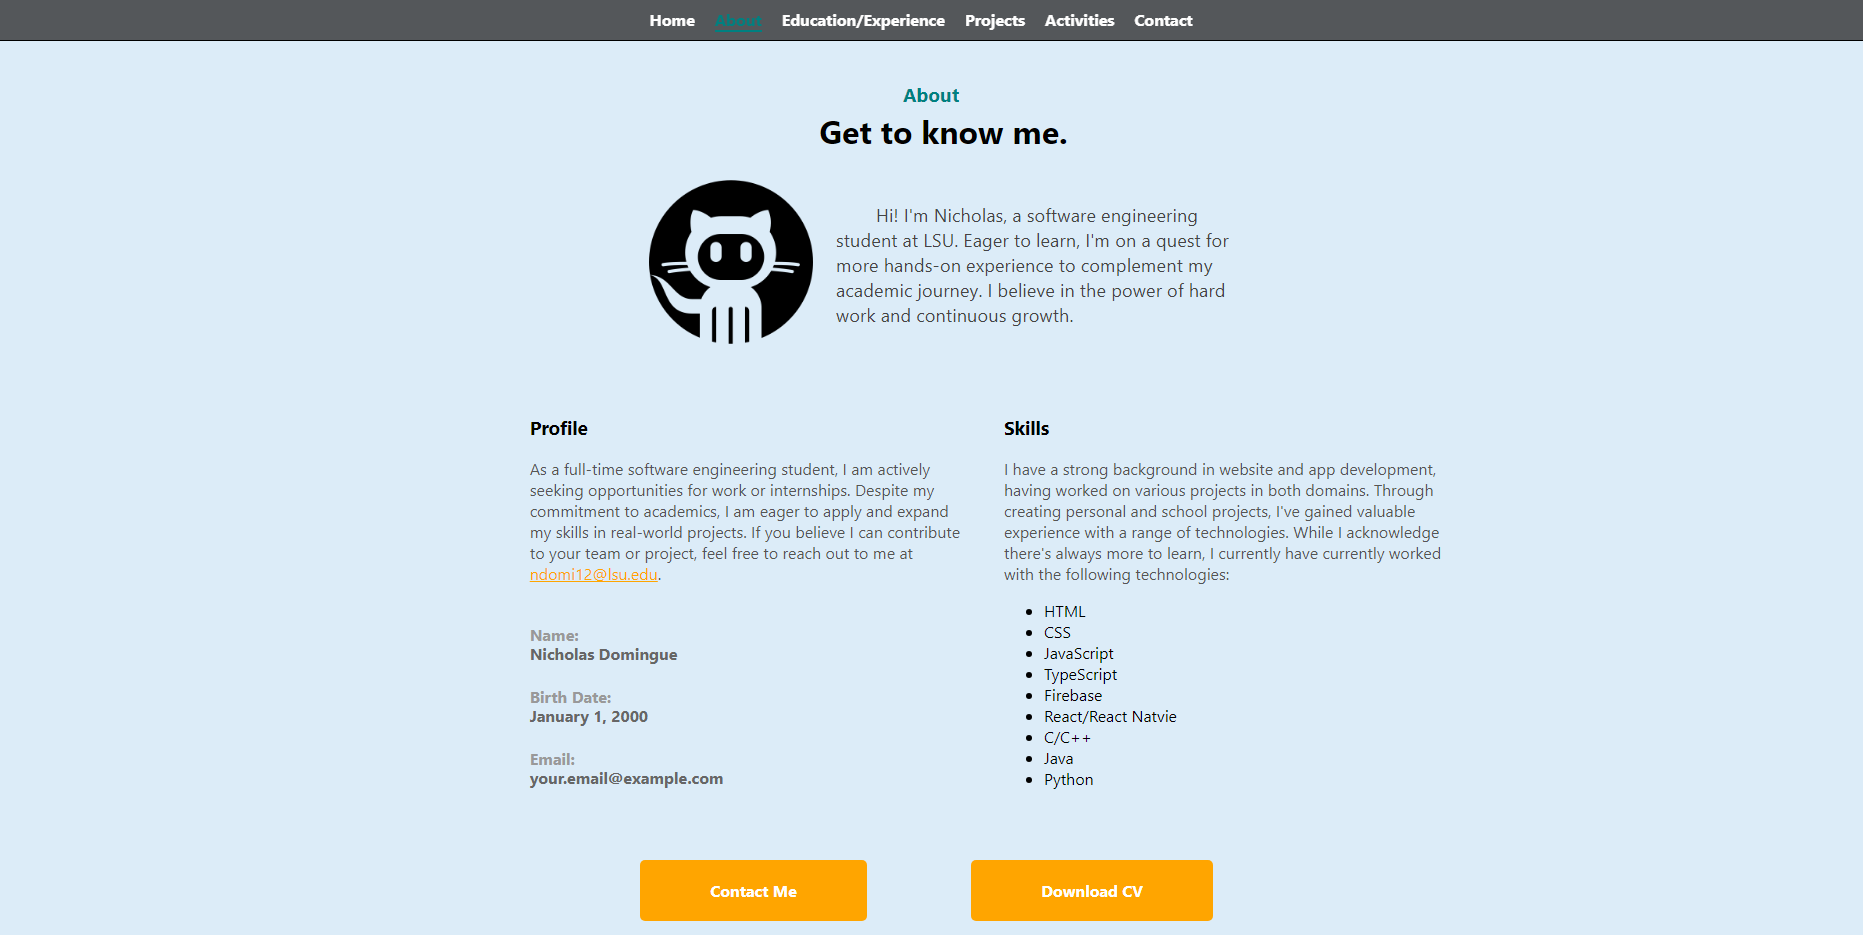 Home About Education/Experience Projects Activities Contact
About
Get to know me.
Hi! I'm Nicholas, a software engineering
student at LSU. Eager to learn, I'm on a quest for
more hands-on experience to complement my
academic journey. I believe in the power of hard
work and continuous growth.
Profile
As a full-time software engineering student, I am actively
seeking opportunities for work or internships. Despite my
commitment to academics, I am eager to apply and expand
my skills in real-world projects. If you believe I can contribute
to your team or project, feel free to reach out to me at
ndomi12@lsu.edu.
Name:
Nicholas Domingue
Birth Date:
January 1, 2000
Email:
your.email@example.com
Skills
I have a strong background in website and app development,
having worked on various projects in both domains. Through
creating personal and school projects, I've gained valuable
experience with a range of technologies. While I acknowledge
there's always more to learn, I currently have currently worked
with the following technologies:
• HTML
• CSS
• JavaScript
• TypeScript
• Firebase
• React/React Natvie
• C/C++
• Java
• Python
Contact Me
Download CV